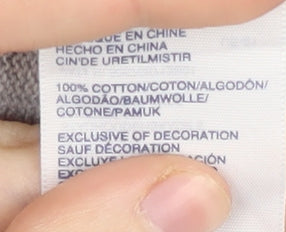 QUE EN CHINE
HECHO EN CHINA
CIN'DE URETILMISTIR
100% COTTON/COTON/ALGODÓN/
ALGODÃO/BAUMWOLLE/
COTONE/PAMUK
EXCLUSIVE OF DECORATION
SAUF DÉCORATION